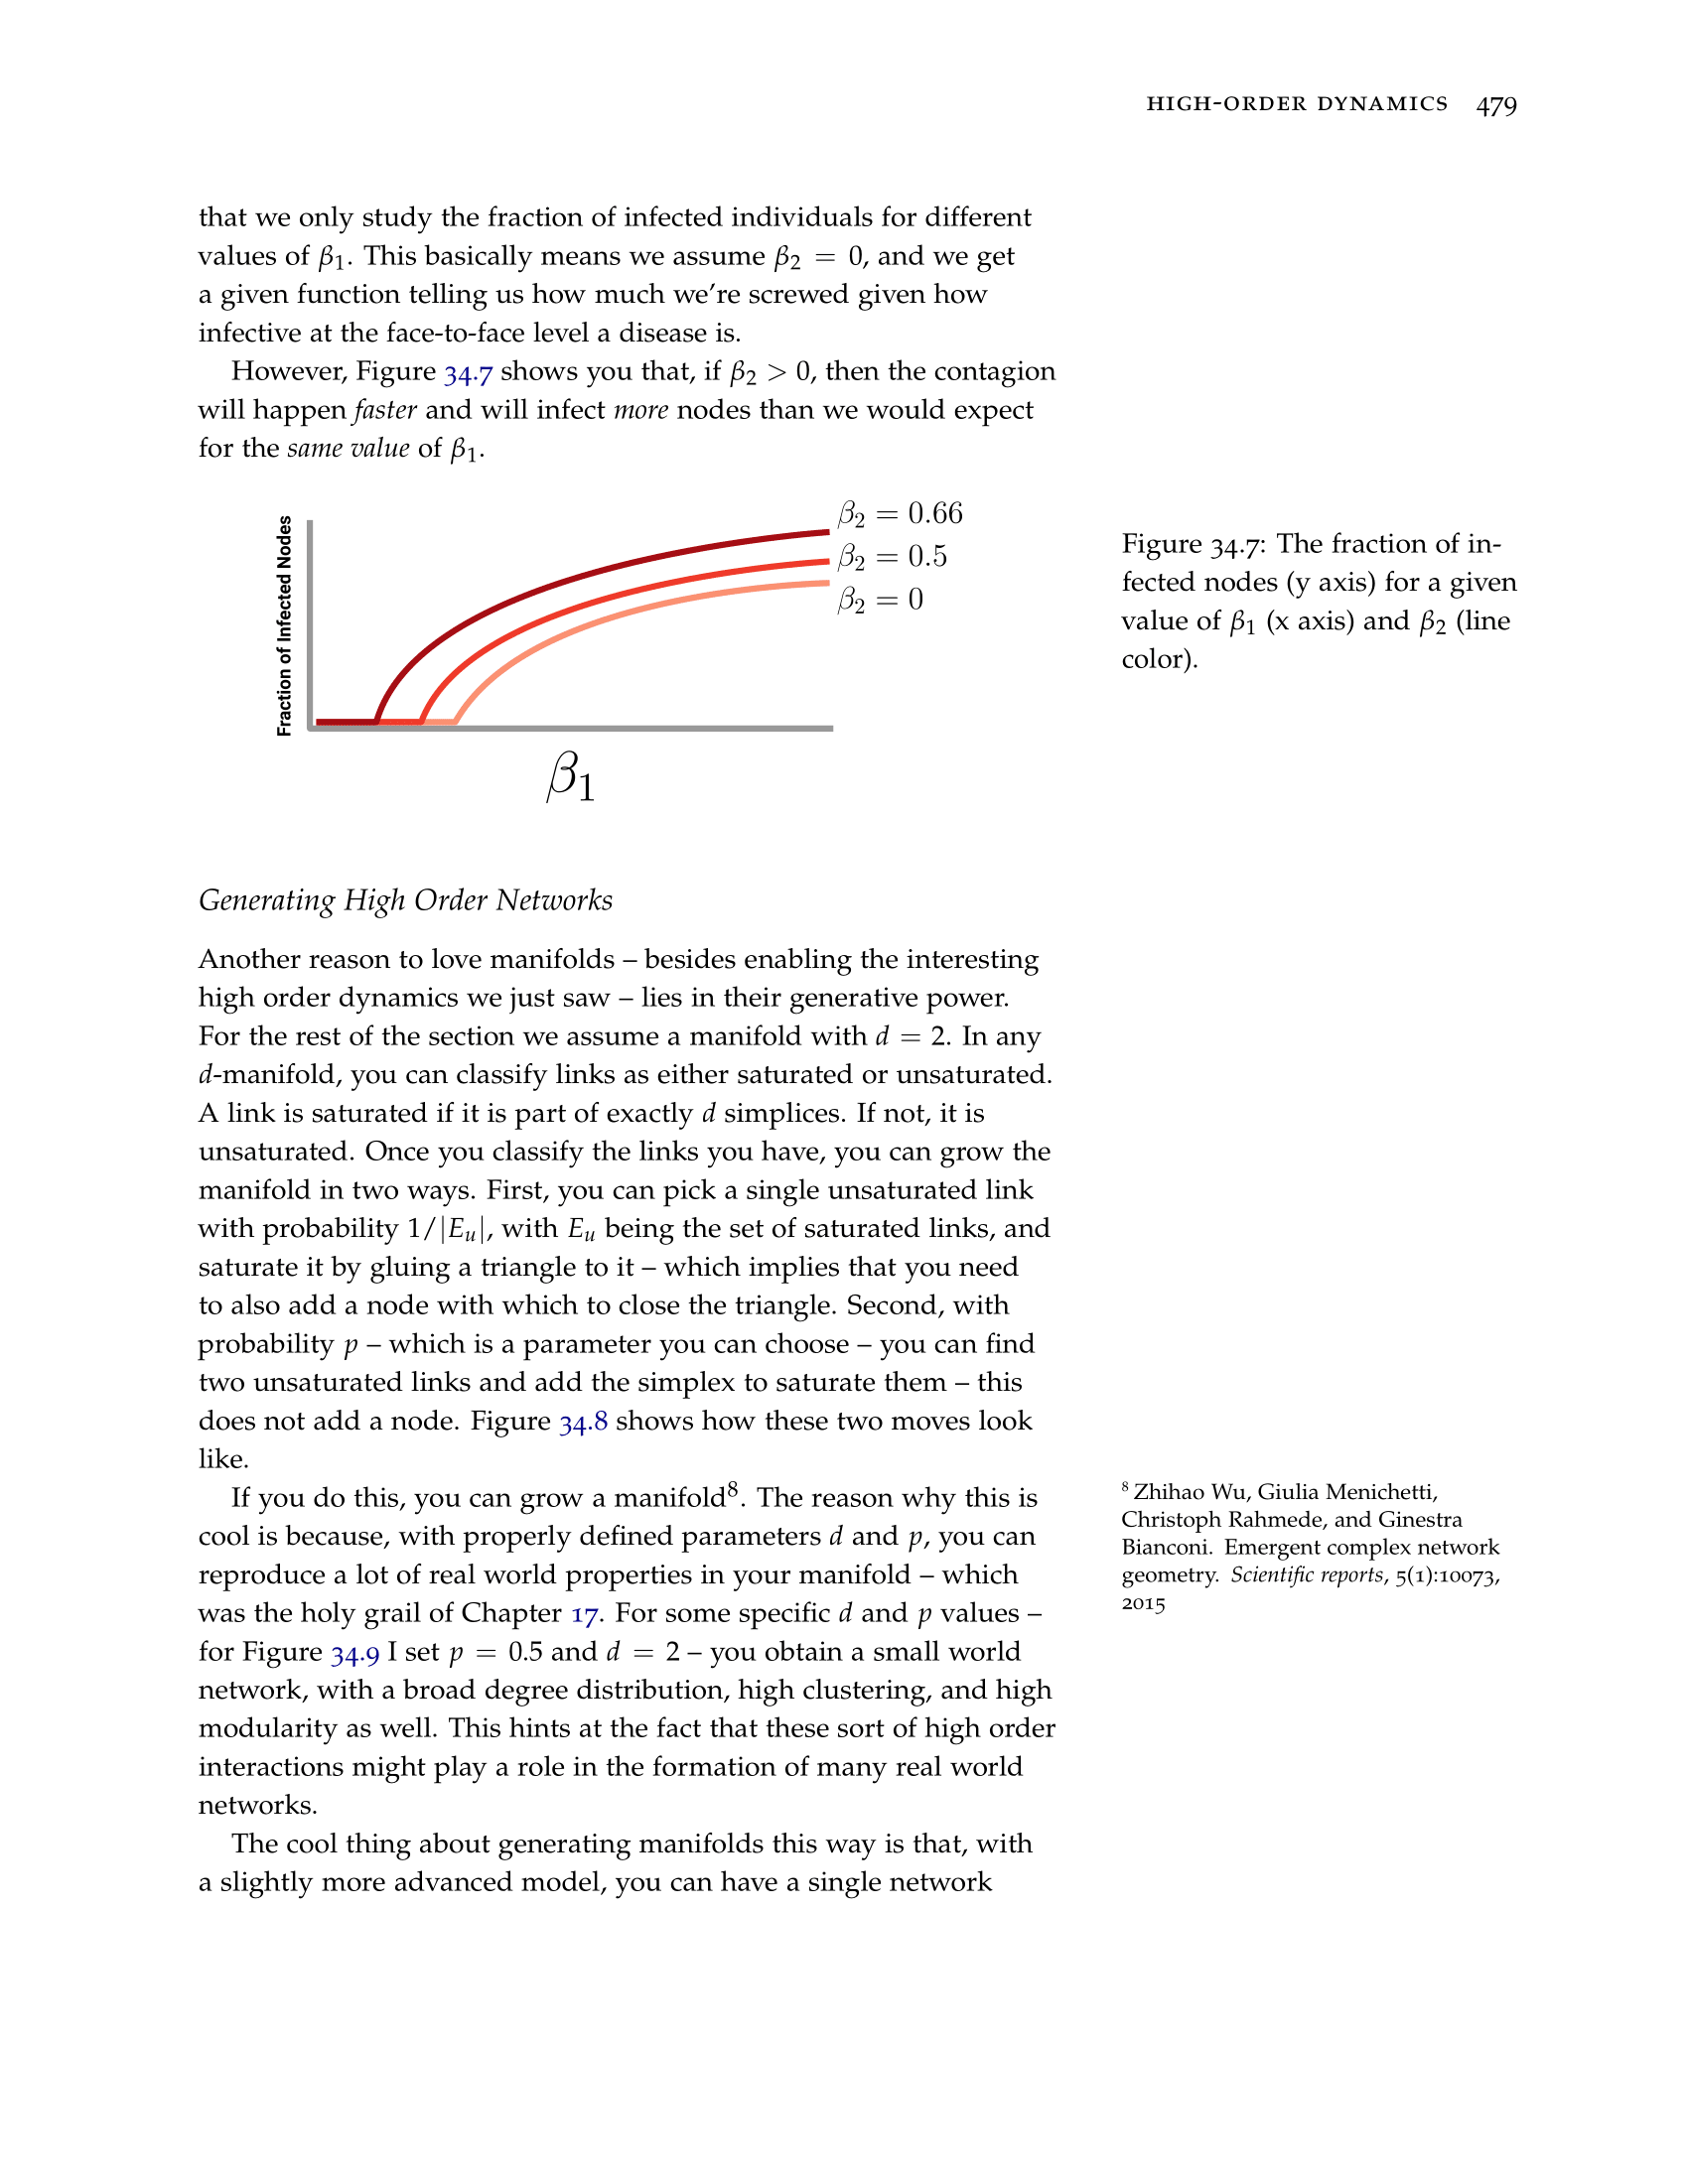 HIGH-ORDER DYNAMICS 479
that we only study the fraction of infected individuals for different
values of β₁. This basically means we assume β₂ = 0, and we get
a given function telling us how much we're screwed given how
infective at the face-to-face level a disease is.
However, Figure 34.7 shows you that, if β₂ > 0, then the contagion
will happen faster and will infect more nodes than we would expect
for the same value of β₁.
Fraction of Infected Nodes
β₂ = 0.66
β₂ = 0.5
β₂ = 0
β₁
Figure 34.7: The fraction of in-
fected nodes (y axis) for a given
value of β₁ (x axis) and β₂ (line
color).
Generating High Order Networks
Another reason to love manifolds – besides enabling the interesting
high order dynamics we just saw – lies in their generative power.
For the rest of the section we assume a manifold with d = 2. In any
d-manifold, you can classify links as either saturated or unsaturated.
A link is saturated if it is part of exactly d simplices. If not, it is
unsaturated. Once you classify the links you have, you can grow the
manifold in two ways. First, you can pick a single unsaturated link
with probability 1/|Eᵤ|, with Eᵤ being the set of saturated links, and
saturate it by gluing a triangle to it – which implies that you need
to also add a node with which to close the triangle. Second, with
probability p – which is a parameter you can choose – you can find
two unsaturated links and add the simplex to saturate them – this
does not add a node. Figure 34.8 shows how these two moves look
like.
If you do this, you can grow a manifold⁸. The reason why this is
cool is because, with properly defined parameters d and p, you can
reproduce a lot of real world properties in your manifold – which
was the holy grail of Chapter 17. For some specific d and p values –
for Figure 34.9 I set p = 0.5 and d = 2 – you obtain a small world
network, with a broad degree distribution, high clustering, and high
modularity as well. This hints at the fact that these sort of high order
interactions might play a role in the formation of many real world
networks.
The cool thing about generating manifolds this way is that, with
a slightly more advanced model, you can have a single network
⁸ Zhihao Wu, Giulia Menichetti,
Christoph Rahmede, and Ginestra
Bianconi. Emergent complex network
geometry. Scientific reports, 5(1):10073,
2015